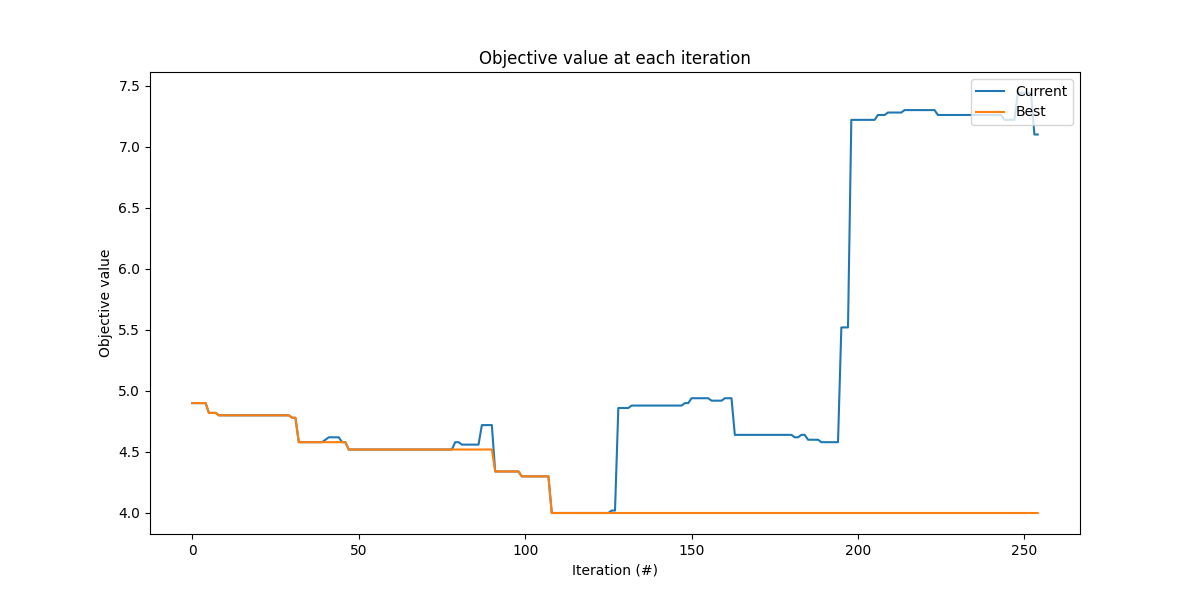 Objective value at each iteration
Current
Best
Objective value
7.5
7.0
6.5
6.0
5.5
5.0
4.5
4.0
0
50
100
150
200
250
Iteration (#)